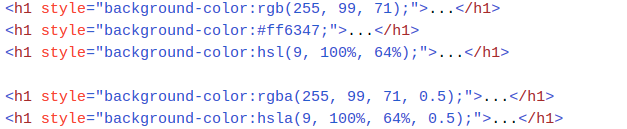 <h1 style="background-color:rgb(255, 99, 71);">...</h1>
<h1 style="background-color:#ff6347;">...</h1>
<h1 style="background-color:hsl(9, 100%, 64%);">...</h1>
<h1 style="background-color:rgba(255, 99, 71, 0.5);">...</h1>
<h1 style="background-color:hsla(9, 100%, 64%, 0.5);">...</h1>